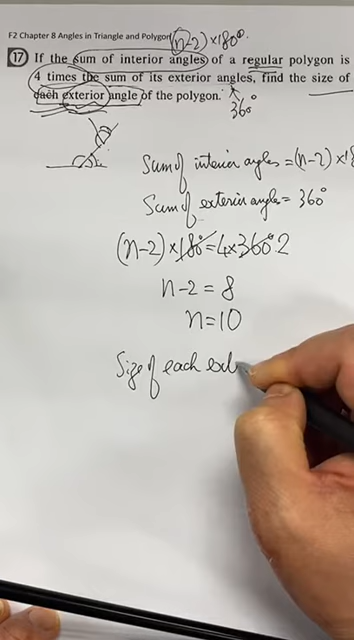 F2 Chapter 8 Angles in Triangle and Polygon (n-2)×180°
17 If the sum of interior angles of a regular polygon is
4 times the sum of its exterior angles, find the size of
each exterior angle of the polygon.
360°
Sum of interior angles = (n-2) × 18
Sum of exterior angles = 360°
(n-2) × 180° = 4 × 360° 2
n-2 = 8
n = 10
Size of each ext